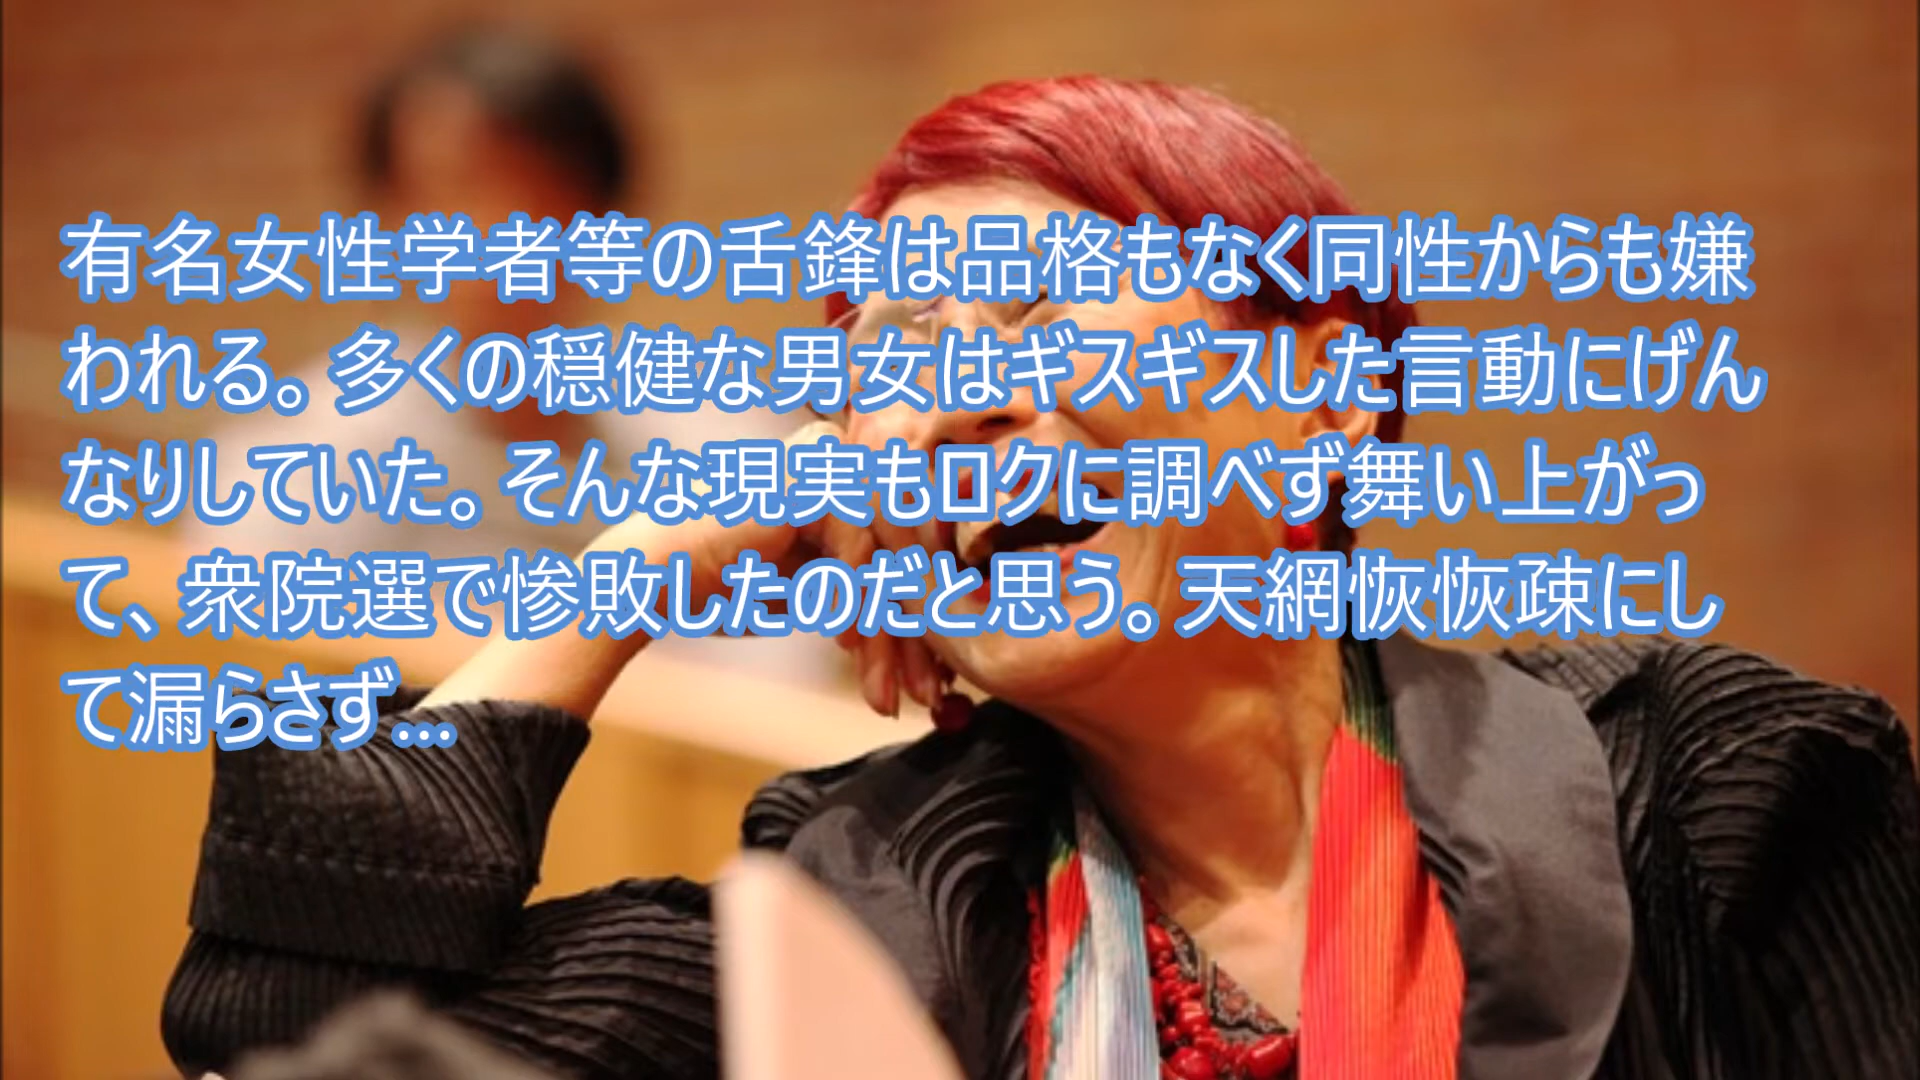 有名女性学者等の舌鋒は品格もなく同性からも嫌
われる。多くの穏健な男女はギスギスした言動にげん
なりしていた。そんな現実もロクに調べず舞い上がっ
て、衆院選で惨敗したのだと思う。天網恢恢疎にし
て漏らさず...